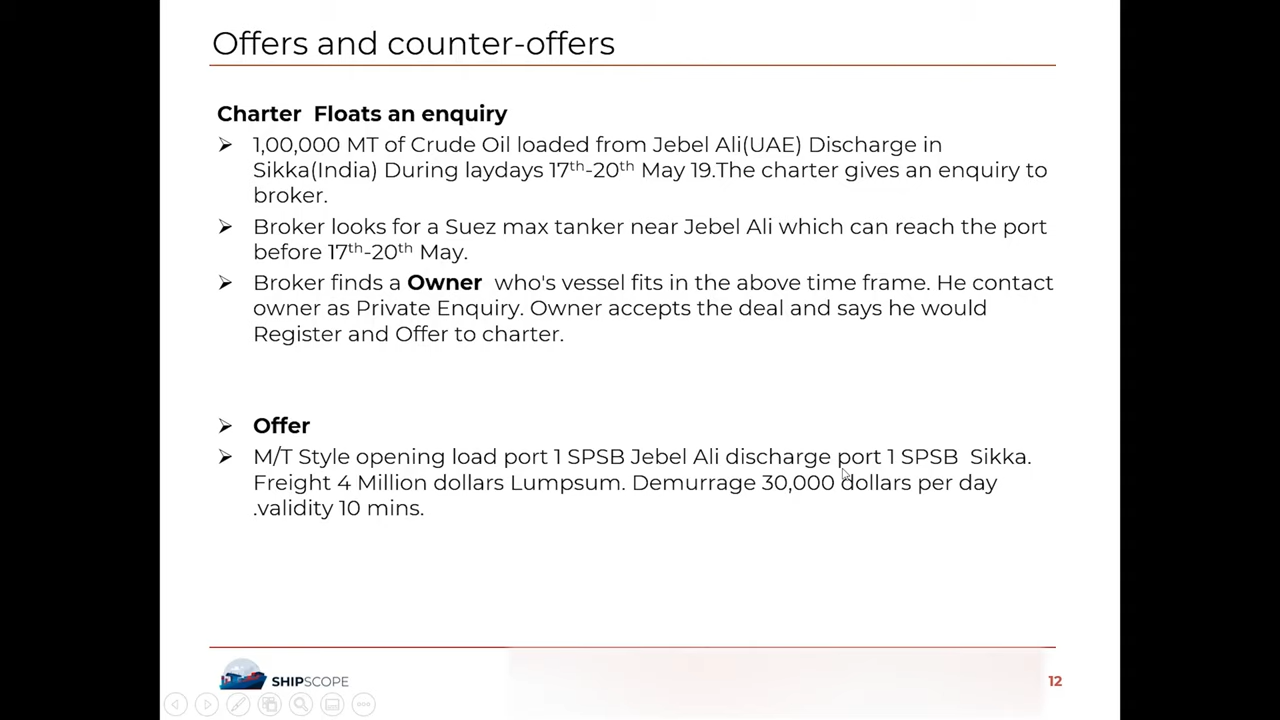 Offers and counter-offers
Charter Floats an enquiry
1,00,000 MT of Crude Oil loaded from Jebel Ali(UAE) Discharge in
Sikka(India) During laydays 17th-20th May 19.The charter gives an enquiry to
broker.
Broker looks for a Suez max tanker near Jebel Ali which can reach the port
before 17th-20th May.
Broker finds a Owner who's vessel fits in the above time frame. He contact
owner as Private Enquiry. Owner accepts the deal and says he would
Register and Offer to charter.
Offer
M/T Style opening load port 1 SPSB Jebel Ali discharge port 1 SPSB Sikka.
Freight 4 Million dollars Lumpsum. Demurrage 30,000 dollars per day
.validity 10 mins.
SHIPSCOPE
12